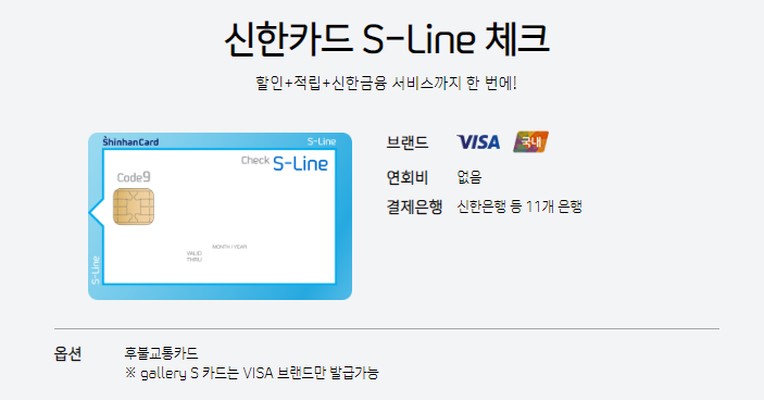 신한카드 S-Line 체크
할인+적립+신한금융 서비스까지 한 번에!
ShinhanCard
S-Line
Check S-Line
Code9
MONTH / YEAR
VALID
THRU
S-Line
브랜드 VISA 국내
연회비 없음
결제은행 신한은행 등 11개 은행
옵션 후불교통카드
※ gallery S 카드는 VISA 브랜드만 발급가능